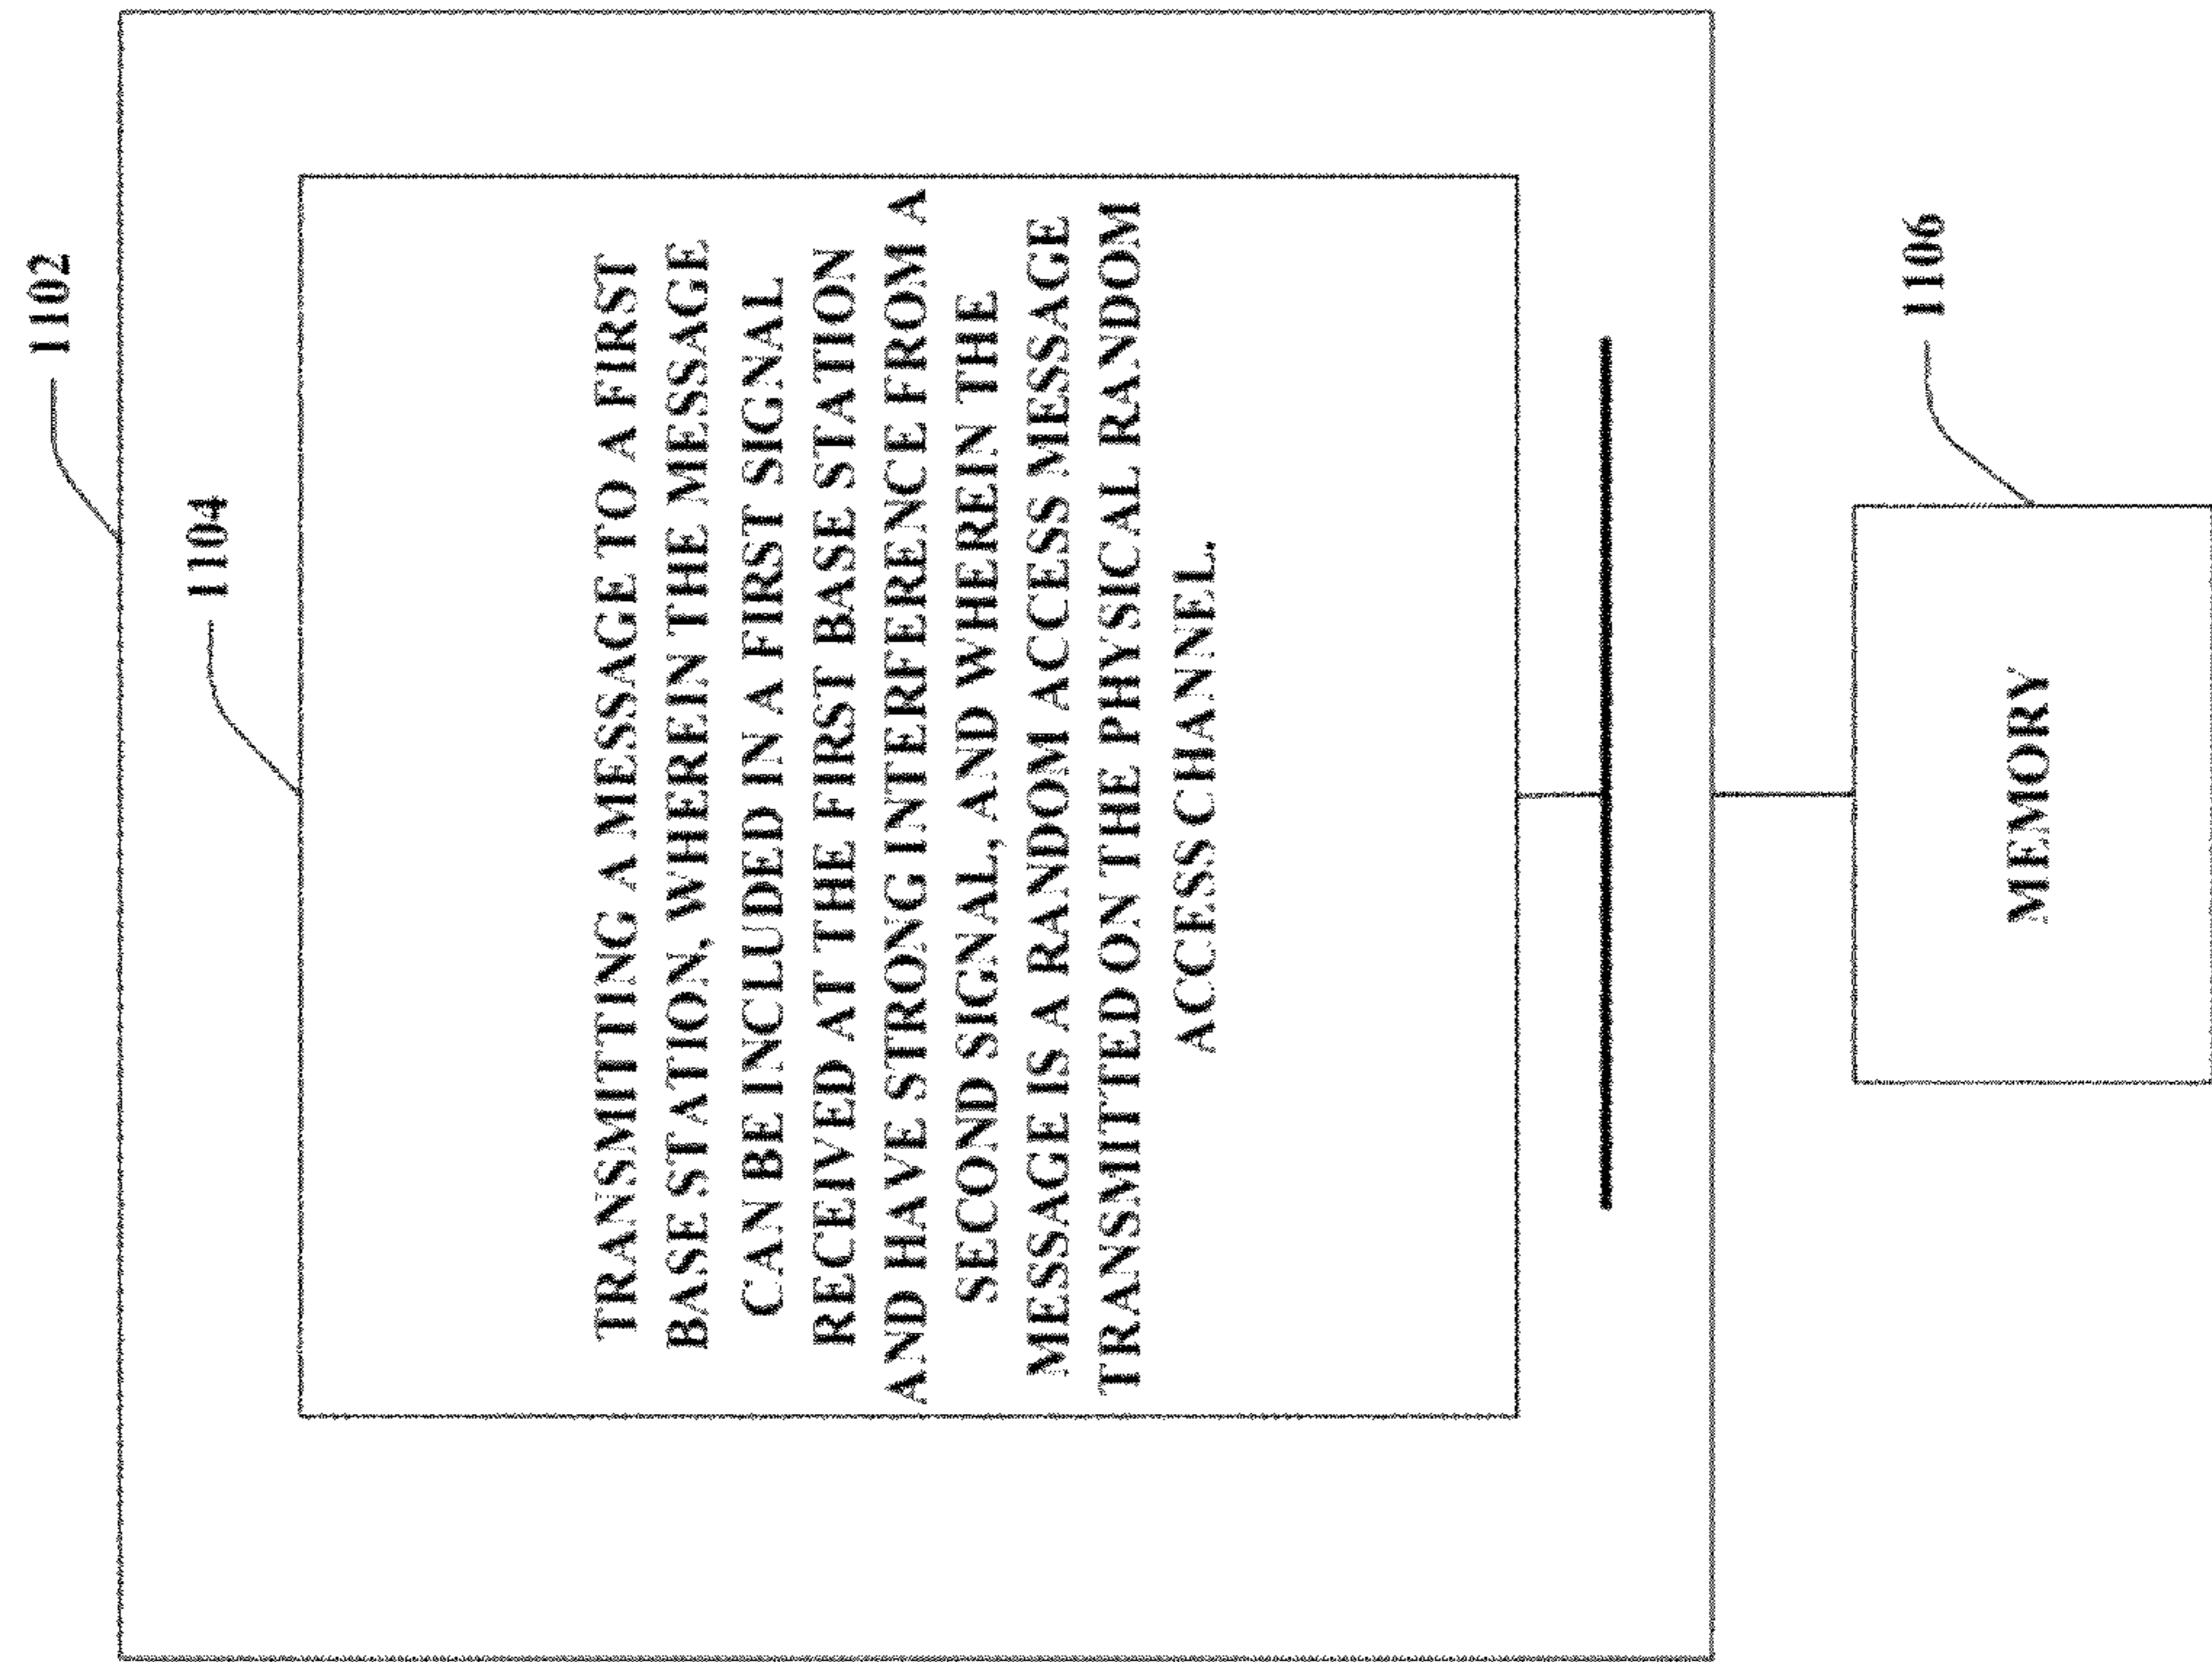 1102
1104
TRANSMITTING A MESSAGE TO A FIRST
BASE STATION, WHEREIN THE MESSAGE
CAN BE INCLUDED IN A FIRST SIGNAL
RECEIVED AT THE FIRST BASE STATION
AND HAVE STRONG INTERFERENCE FROM A
SECOND SIGNAL, AND WHEREIN THE
MESSAGE IS A RANDOM ACCESS MESSAGE
TRANSMITTED ON THE PHYSICAL RANDOM
ACCESS CHANNEL.
1106
MEMORY